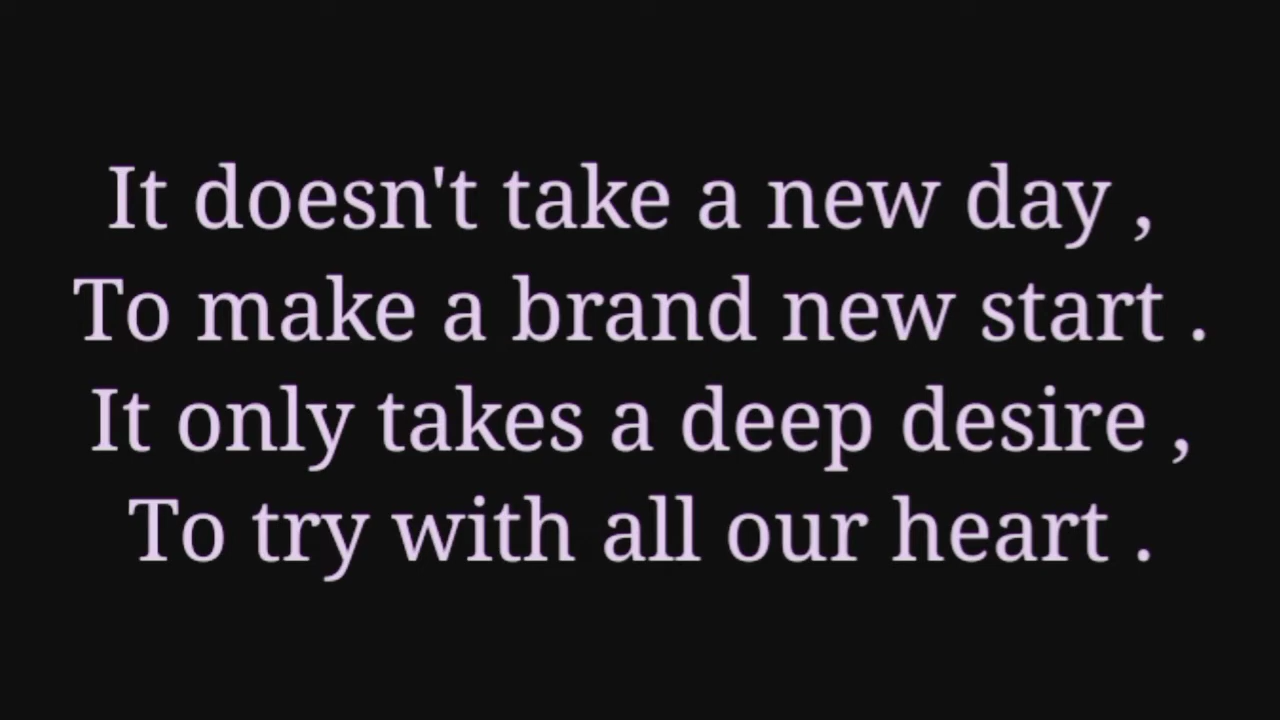 It doesn't take a new day ,
To make a brand new start .
It only takes a deep desire ,
To try with all our heart .